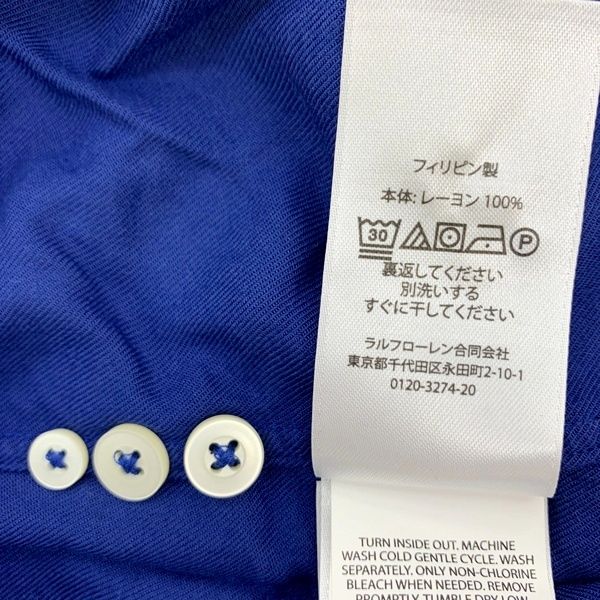 フィリピン製
本体: レーヨン 100%
30 P
裏返してください
別洗いする
すぐに干してください
ラルフローレン合同会社
東京都千代田区永田町2-10-1
0120-3274-20
TURN INSIDE OUT. MACHINE
WASH COLD GENTLE CYCLE. WASH
SEPARATELY. ONLY NON-CHLORINE
BLEACH WHEN NEEDED. REMOVE
PROMPTLY. TUMBLE DRY LOW.